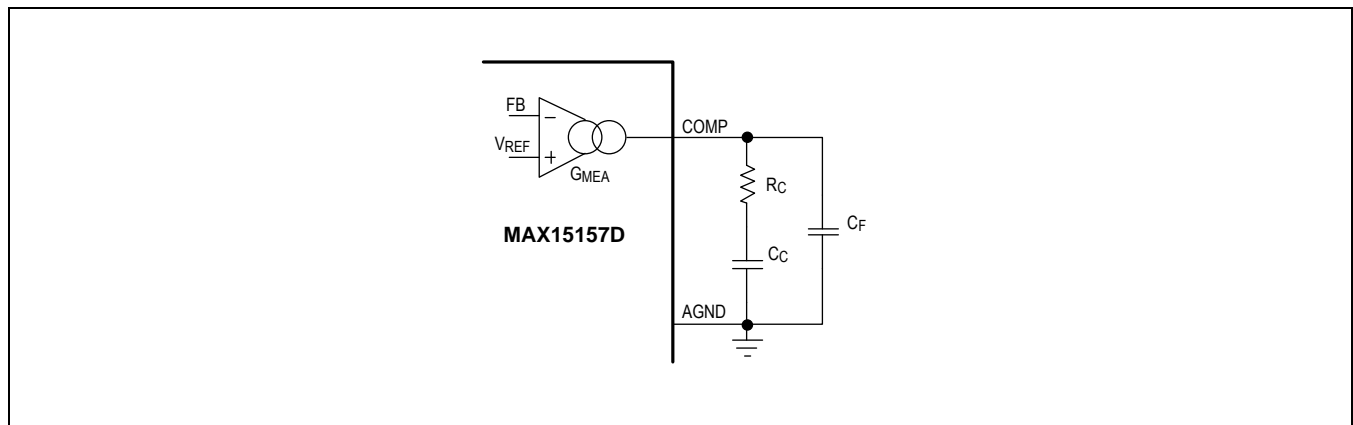 FB
−
VREF
+
GMEA
MAX15157D
COMP
RC
CF
CC
AGND